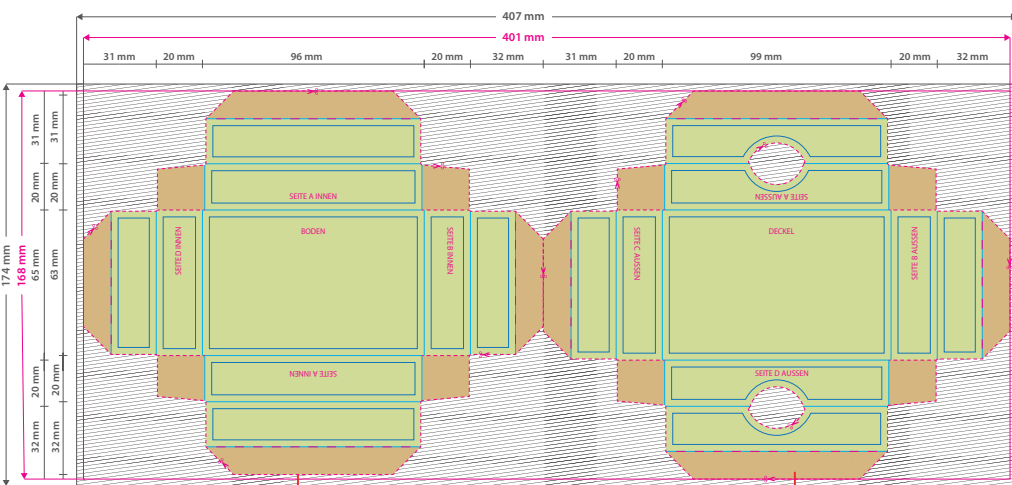 407 mm
401 mm
31 mm 20 mm 96 mm 20 mm 32 mm 31 mm 20 mm 99 mm 20 mm 32 mm
174 mm
168 mm
31 mm 31 mm
20 mm 20 mm
65 mm 63 mm
20 mm 20 mm
32 mm 32 mm
SEITE A INNEN
SEITE D INNEN
BODEN
SEITE B INNEN
SEITE A INNEN
SEITE A AUSSEN
SEITE C AUSSEN
DECKEL
SEITE B AUSSEN
SEITE D AUSSEN